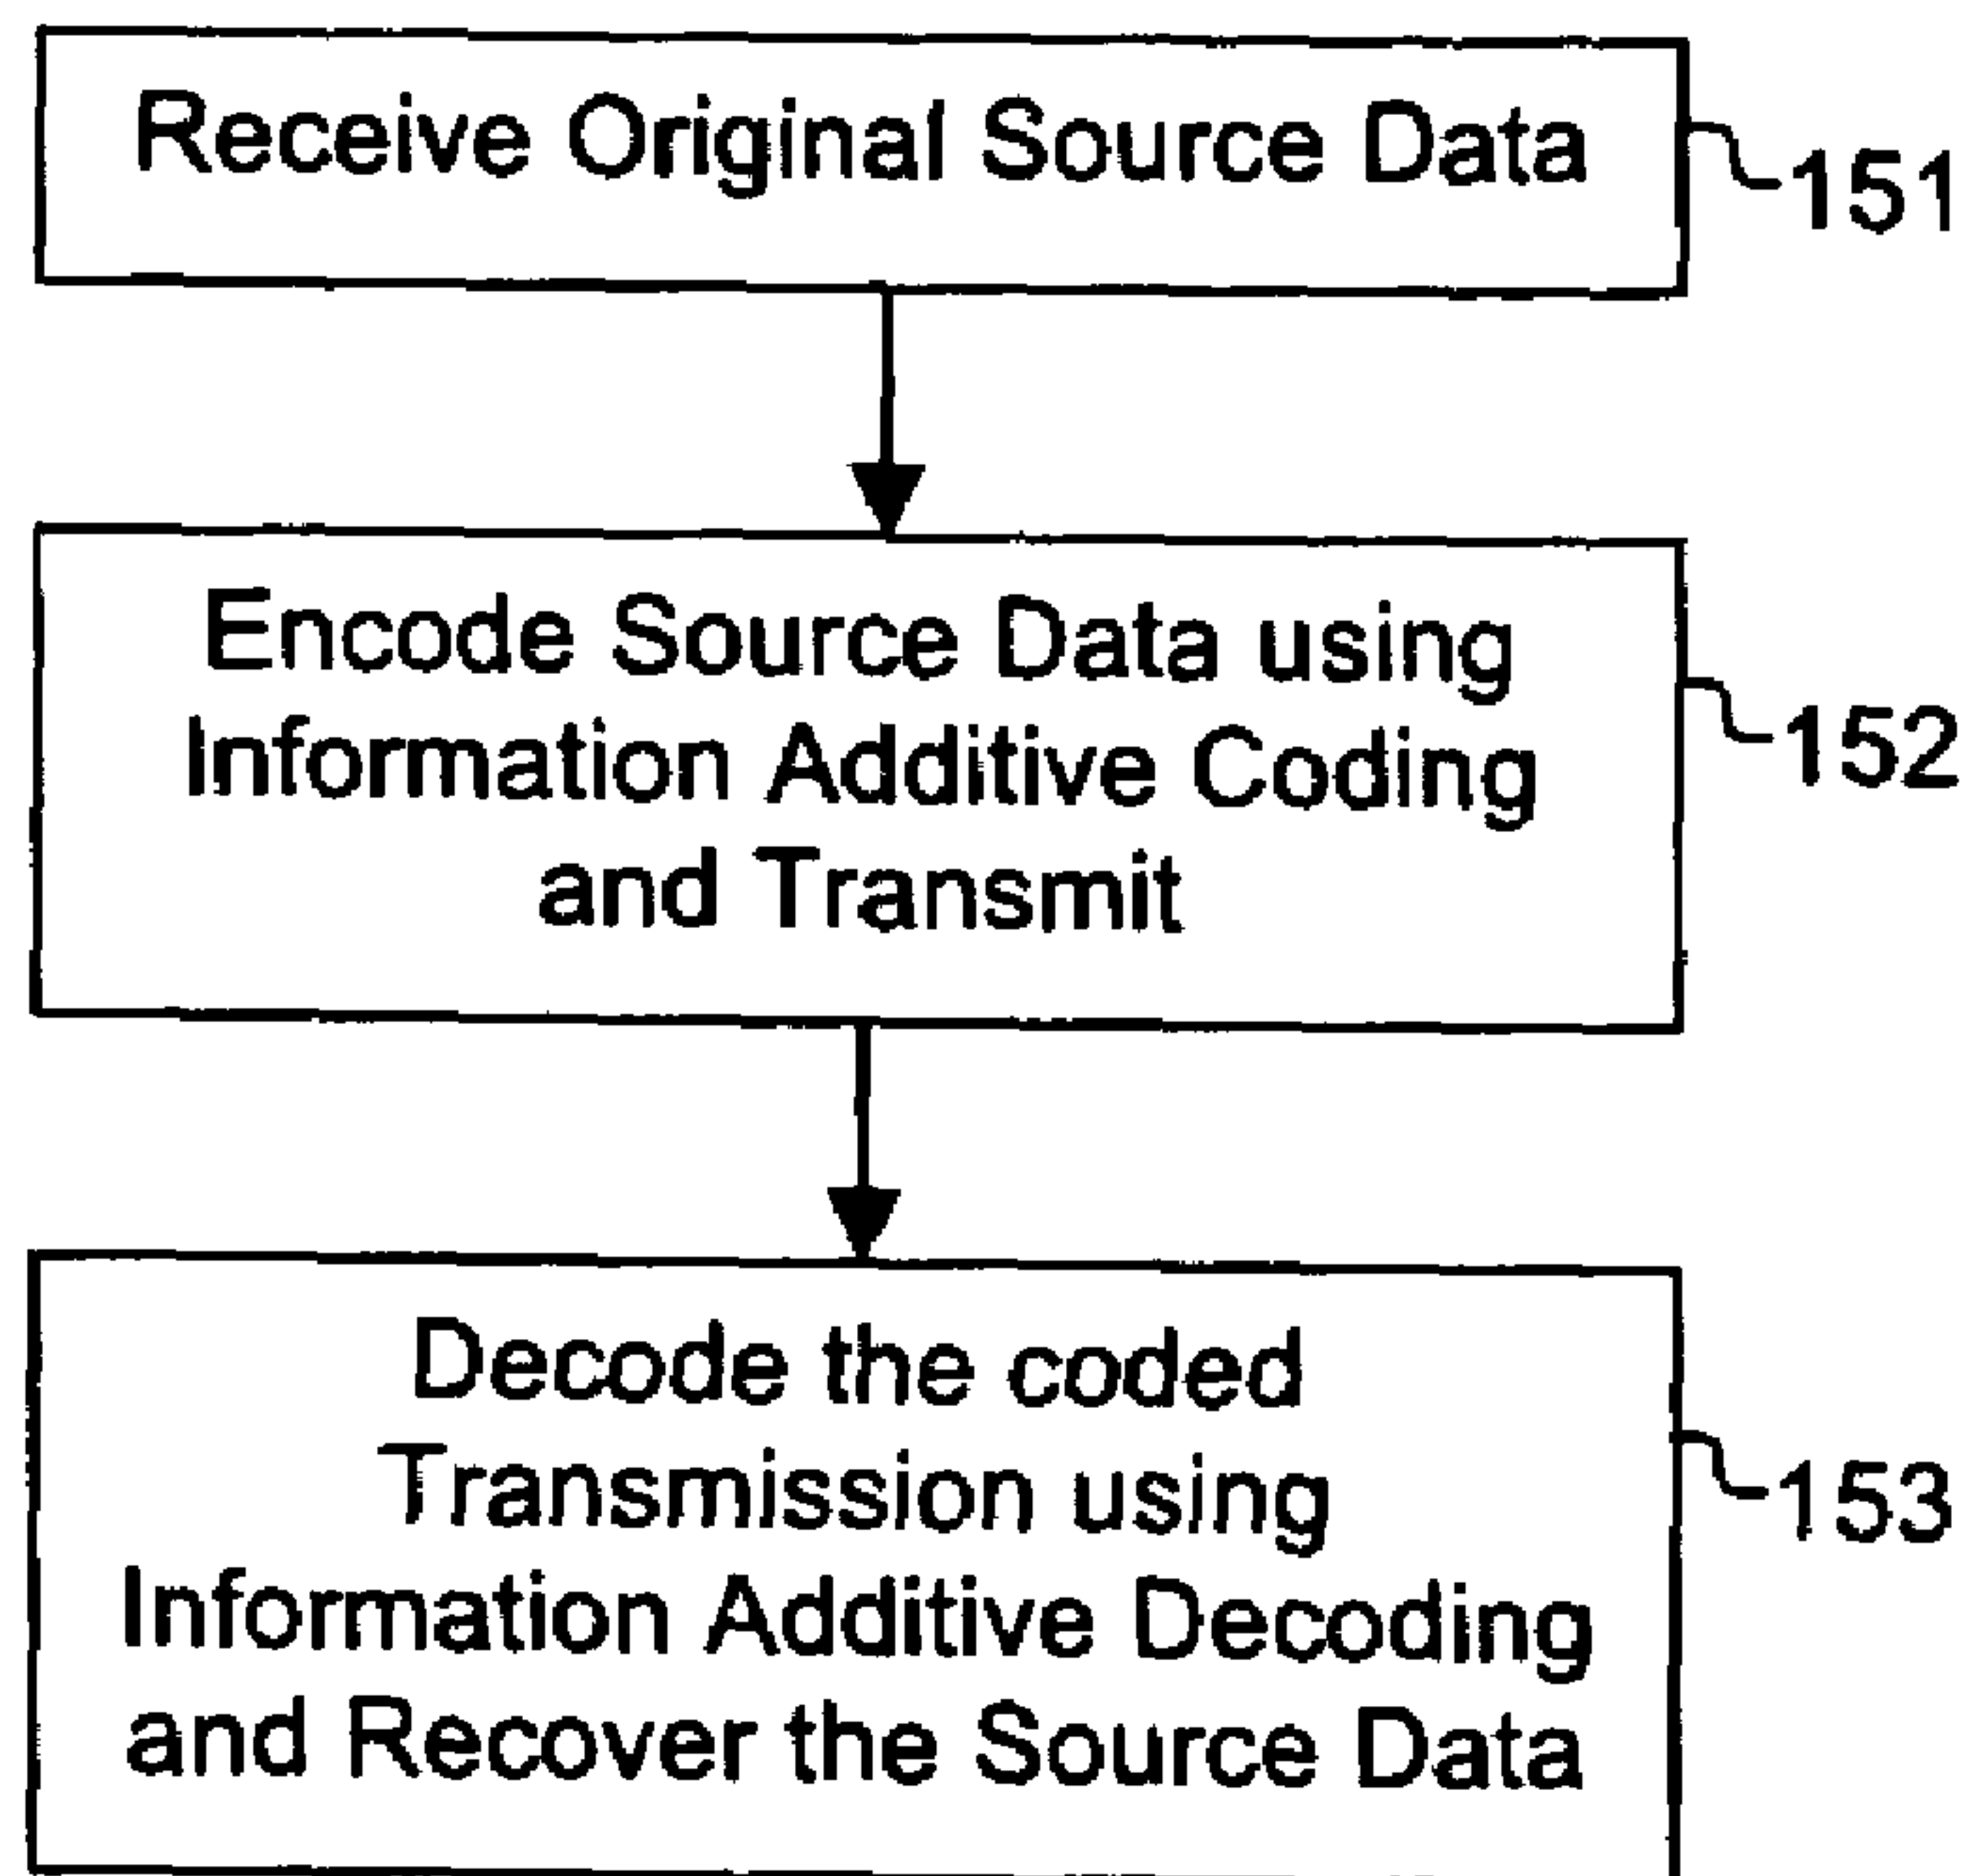 Receive Original Source Data
151
Encode Source Data using
Information Additive Coding
and Transmit
152
Decode the coded
Transmission using
Information Additive Decoding
and Recover the Source Data
153